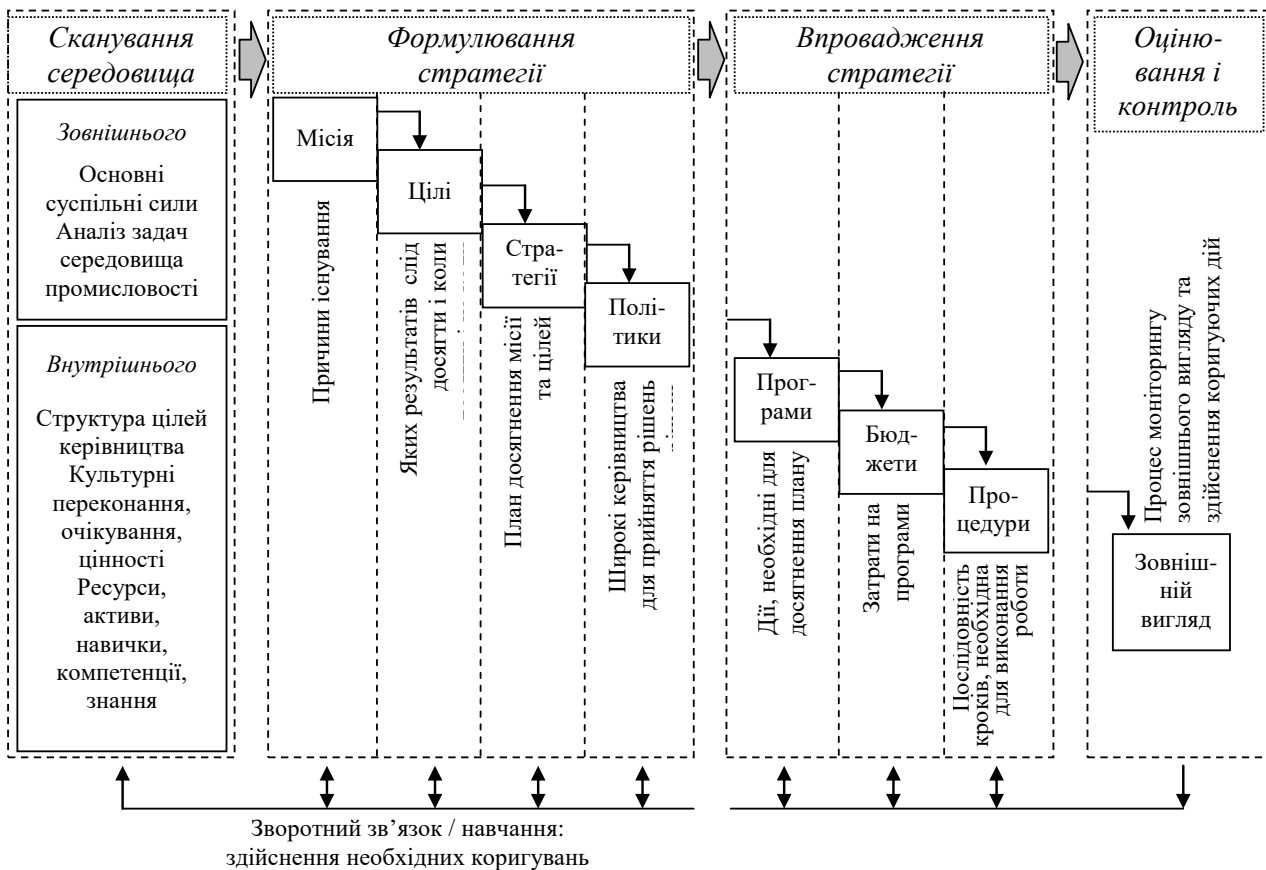 Сканування
середовища
Зовнішнього
Основні
суспільні сили
Аналіз задач
середовища
промисловості
Внутрішнього
Структура цілей
керівництва
Культурні
переконання,
очікування,
цінності
Ресурси,
активи,
навички,
компетенції,
знання
Формулювання
стратегії
Місія
Причини існування
Цілі
Яких результатів слід
досягти і коли
Стра-
тегії
План досягнення місії
та цілей
Полі-
тики
Широкі керівництва
для прийняття рішень
Впровадження
стратегії
Прог-
рами
Дії, необхідні для
досягнення плану
Бюд-
жети
Затрати на
програми
Про-
цедури
Послідовність
кроків, необхідна
для виконання
роботи
Оціню-
вання і
контроль
Процес моніторингу
зовнішнього вигляду та
здійснен коригуючих дій
Зовніш-
ній
вигляд
Зворотний зв’язок / навчання:
здійснення необхідних коригувань